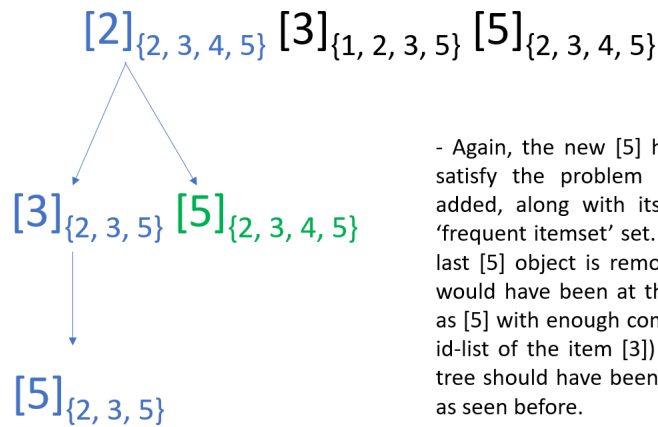 [2]{2, 3, 4, 5} [3]{1, 2, 3, 5} [5]{2, 3, 4, 5}
[3]{2, 3, 5} [5]{2, 3, 4, 5}
[5]{2, 3, 5}
- Again, the new [5] h
satisfy the problem
added, along with its
‘frequent itemset’ set.
last [5] object is remo
would have been at th
as [5] with enough con
id-list of the item [3])
tree should have been
as seen before.